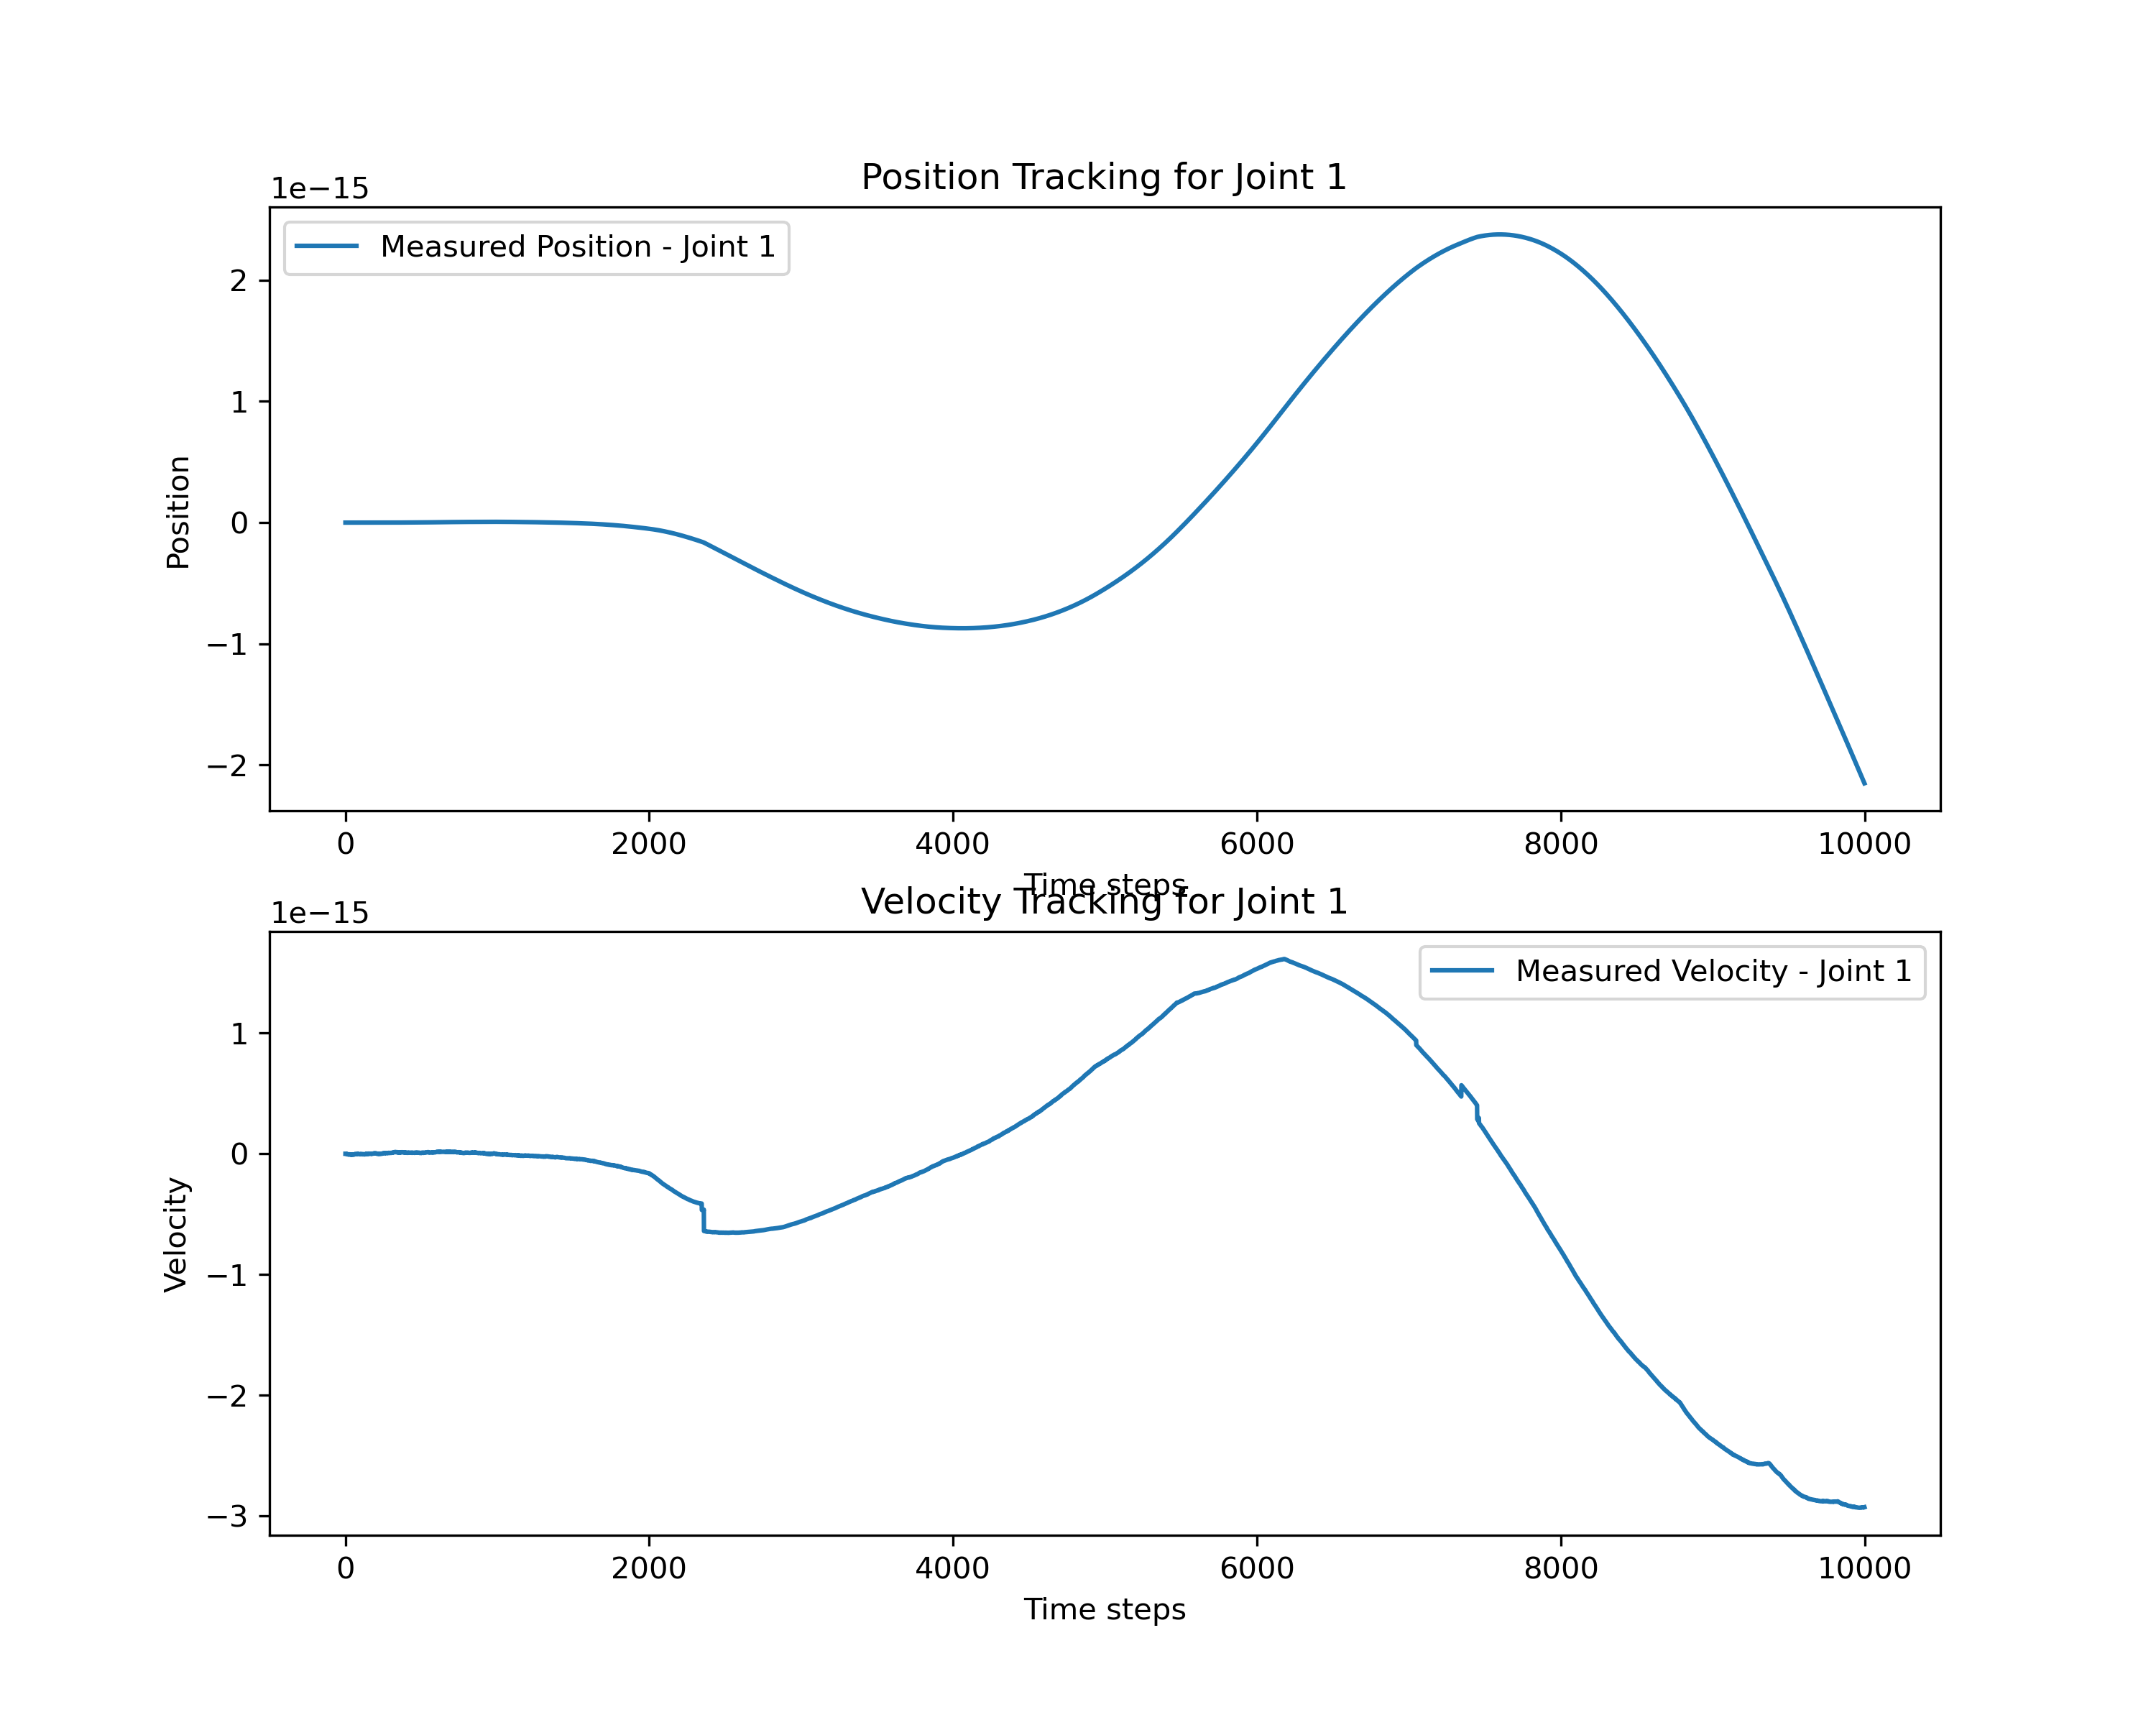 Position Tracking for Joint 1
1e−15
Measured Position - Joint 1
2
1
0
−1
−2
Position
0 2000 4000 6000 8000 10000
Time steps
Velocity Tracking for Joint 1
1e−15
Measured Velocity - Joint 1
1
0
−1
−2
−3
Velocity
0 2000 4000 6000 8000 10000
Time steps